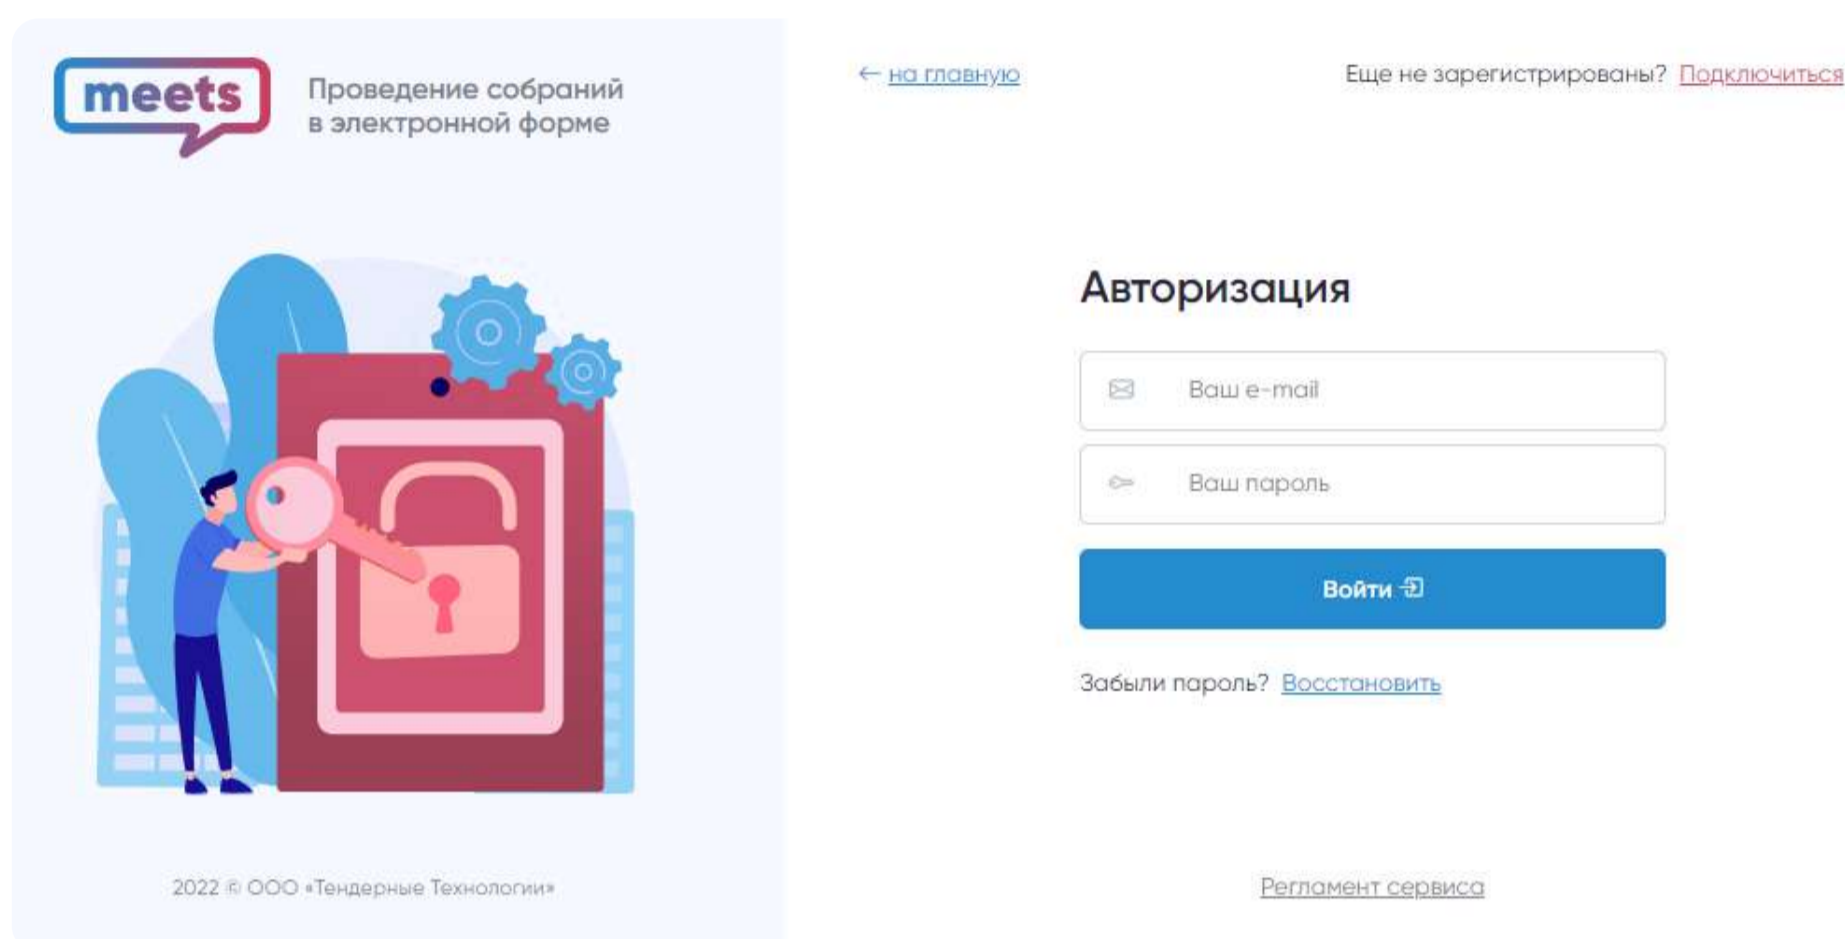 meets
Проведение собраний
в электронной форме
← на главную
Еще не зарегистрированы? Подключиться
Авторизация
Ваш e-mail
Ваш пароль
Войти
Забыли пароль? Восстановить
2022 © ООО «Тендерные Технологии»
Регламент сервиса